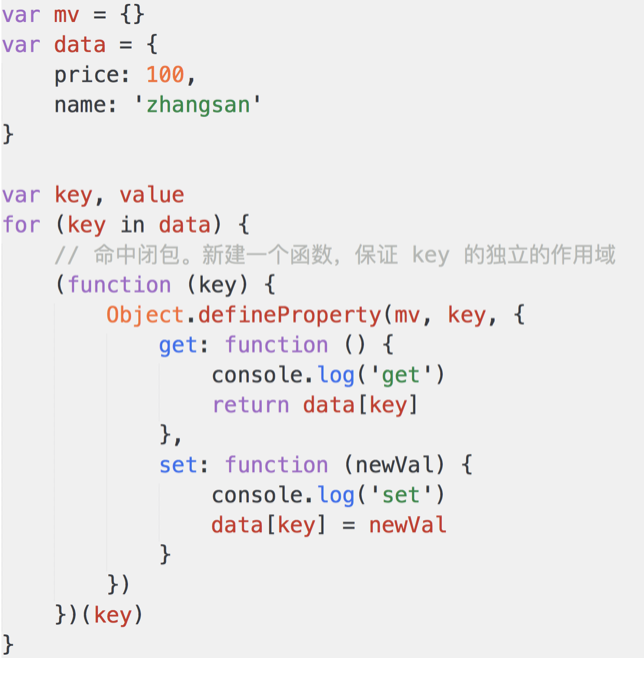 var mv = {}
var data = {
    price: 100,
    name: 'zhangsan'
}

var key, value
for (key in data) {
    // 命中闭包。新建一个函数，保证 key 的独立的作用域
    (function (key) {
        Object.defineProperty(mv, key, {
            get: function () {
                console.log('get')
                return data[key]
            },
            set: function (newVal) {
                console.log('set')
                data[key] = newVal
            }
        })
    })(key)
}